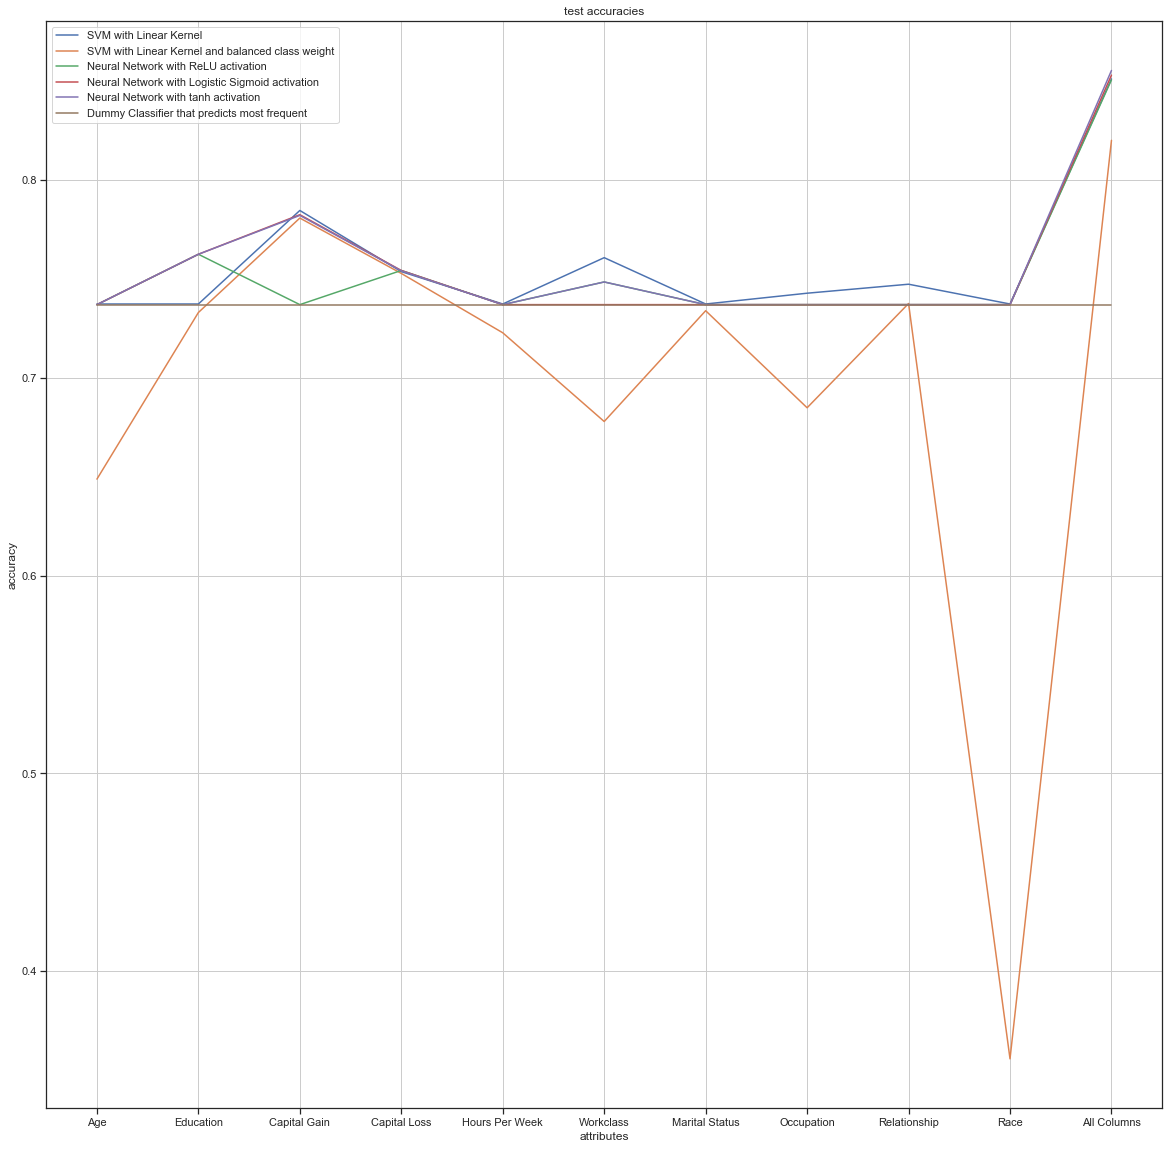 test accuracies
SVM with Linear Kernel
SVM with Linear Kernel and balanced class weight
Neural Network with ReLU activation
Neural Network with Logistic Sigmoid activation
Neural Network with tanh activation
Dummy Classifier that predicts most frequent
0.8
0.7
0.6
0.5
0.4
accuracy
Age Education Capital Gain Capital Loss Hours Per Week Workclass Marital Status Occupation Relationship Race All Columns
attributes